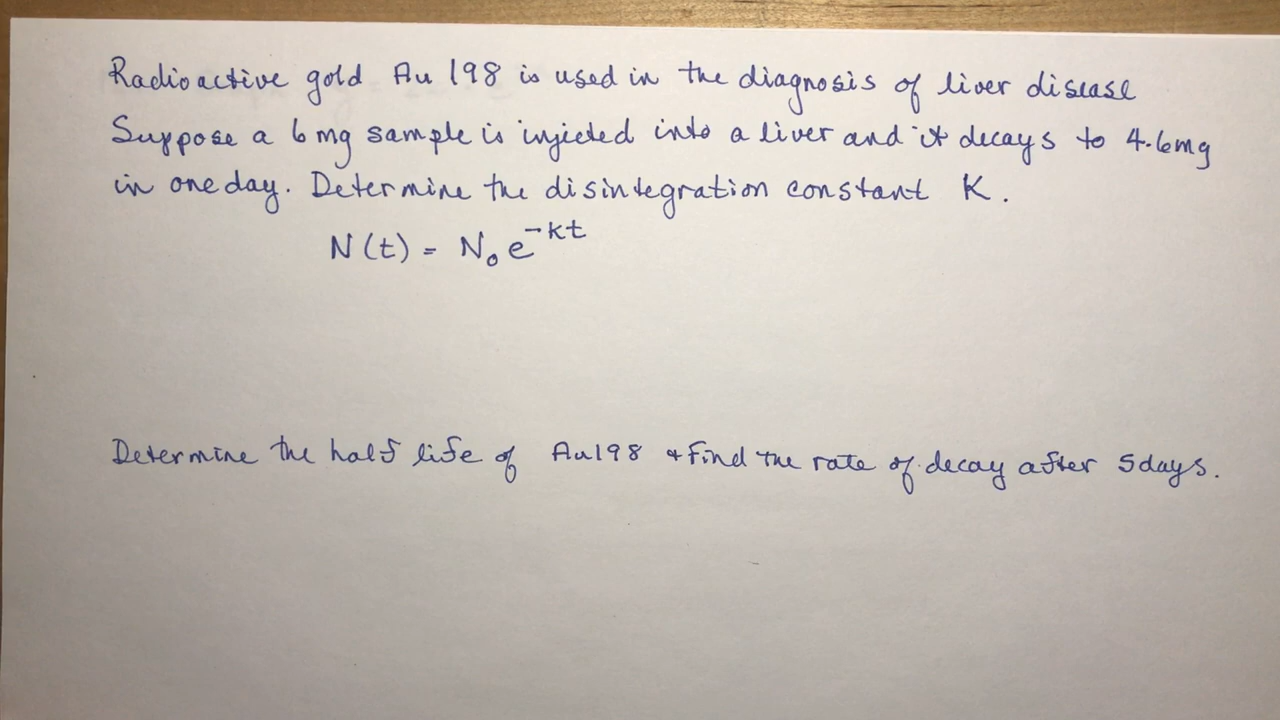 Radioactive gold Au 198 is used in the diagnosis of liver disease
Suppose a 6 mg sample is injected into a liver and it decays to 4.6mg
in one day. Determine the disintegration constant K.
N(t) = N₀e^-kt
Determine the half life of Au198 & find the rate of decay after 5days.